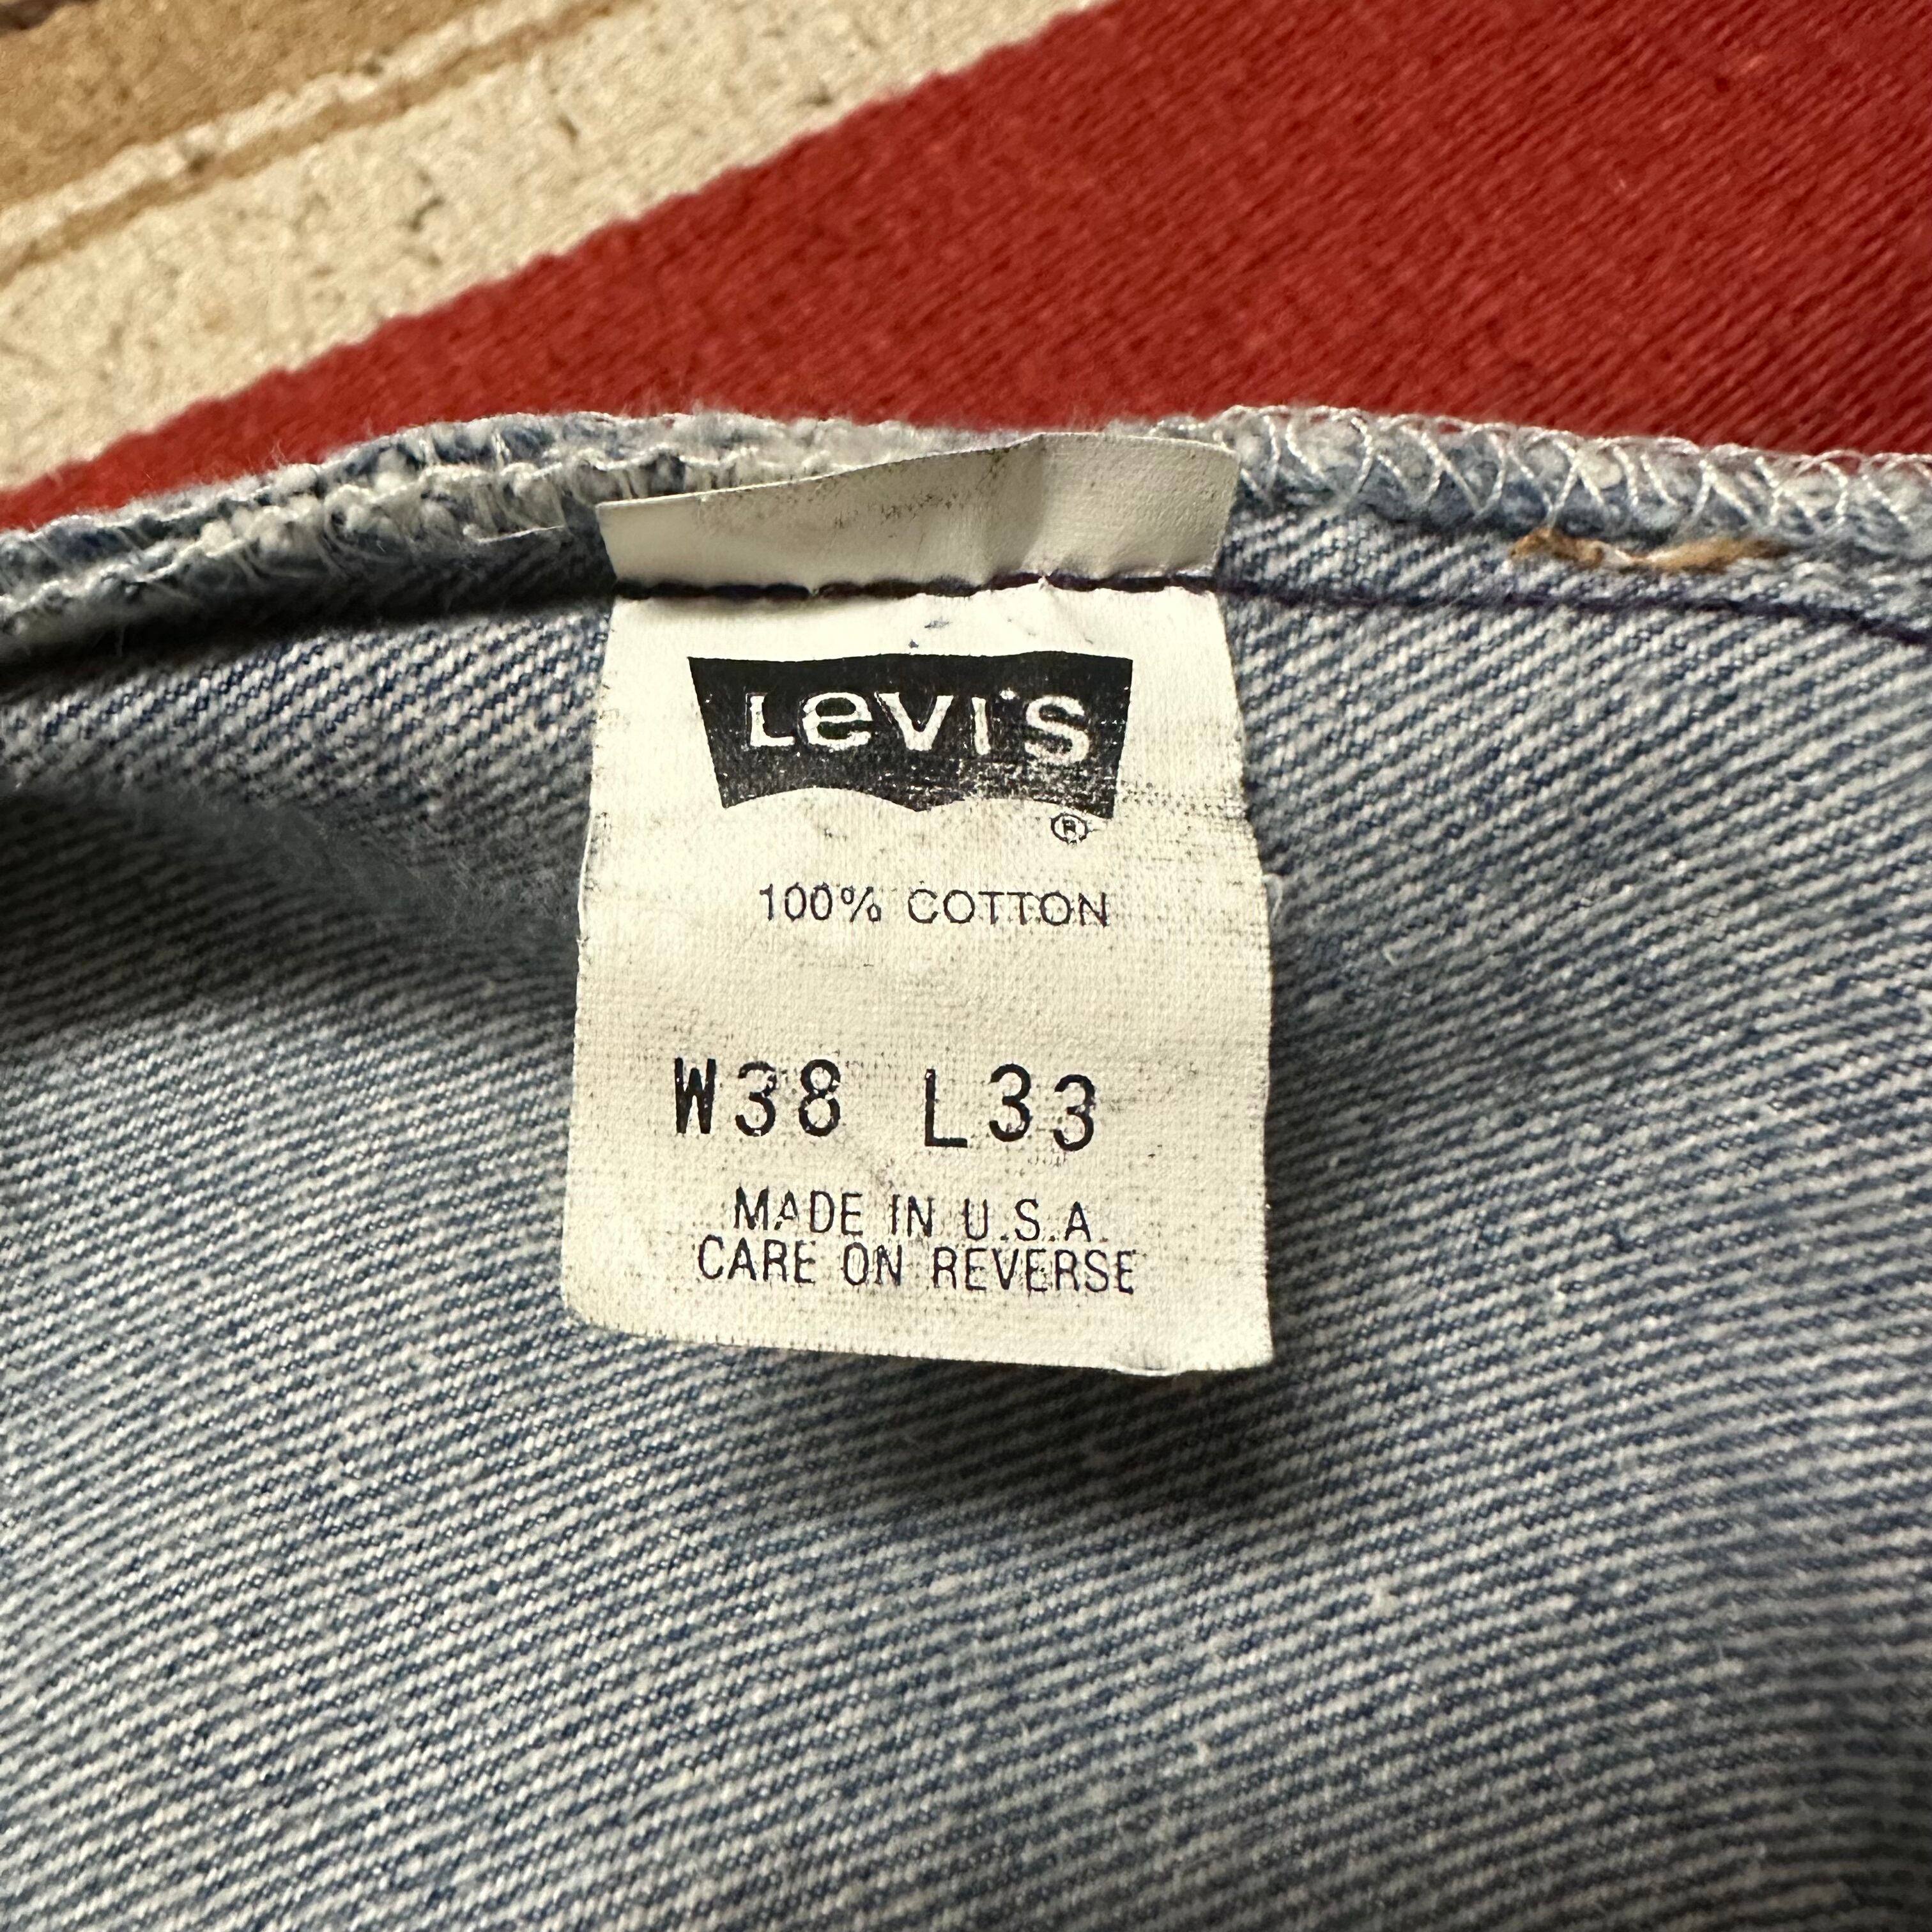 Levi's
®
100% COTTON
W38 L33
MADE IN U.S.A.
CARE ON REVERSE